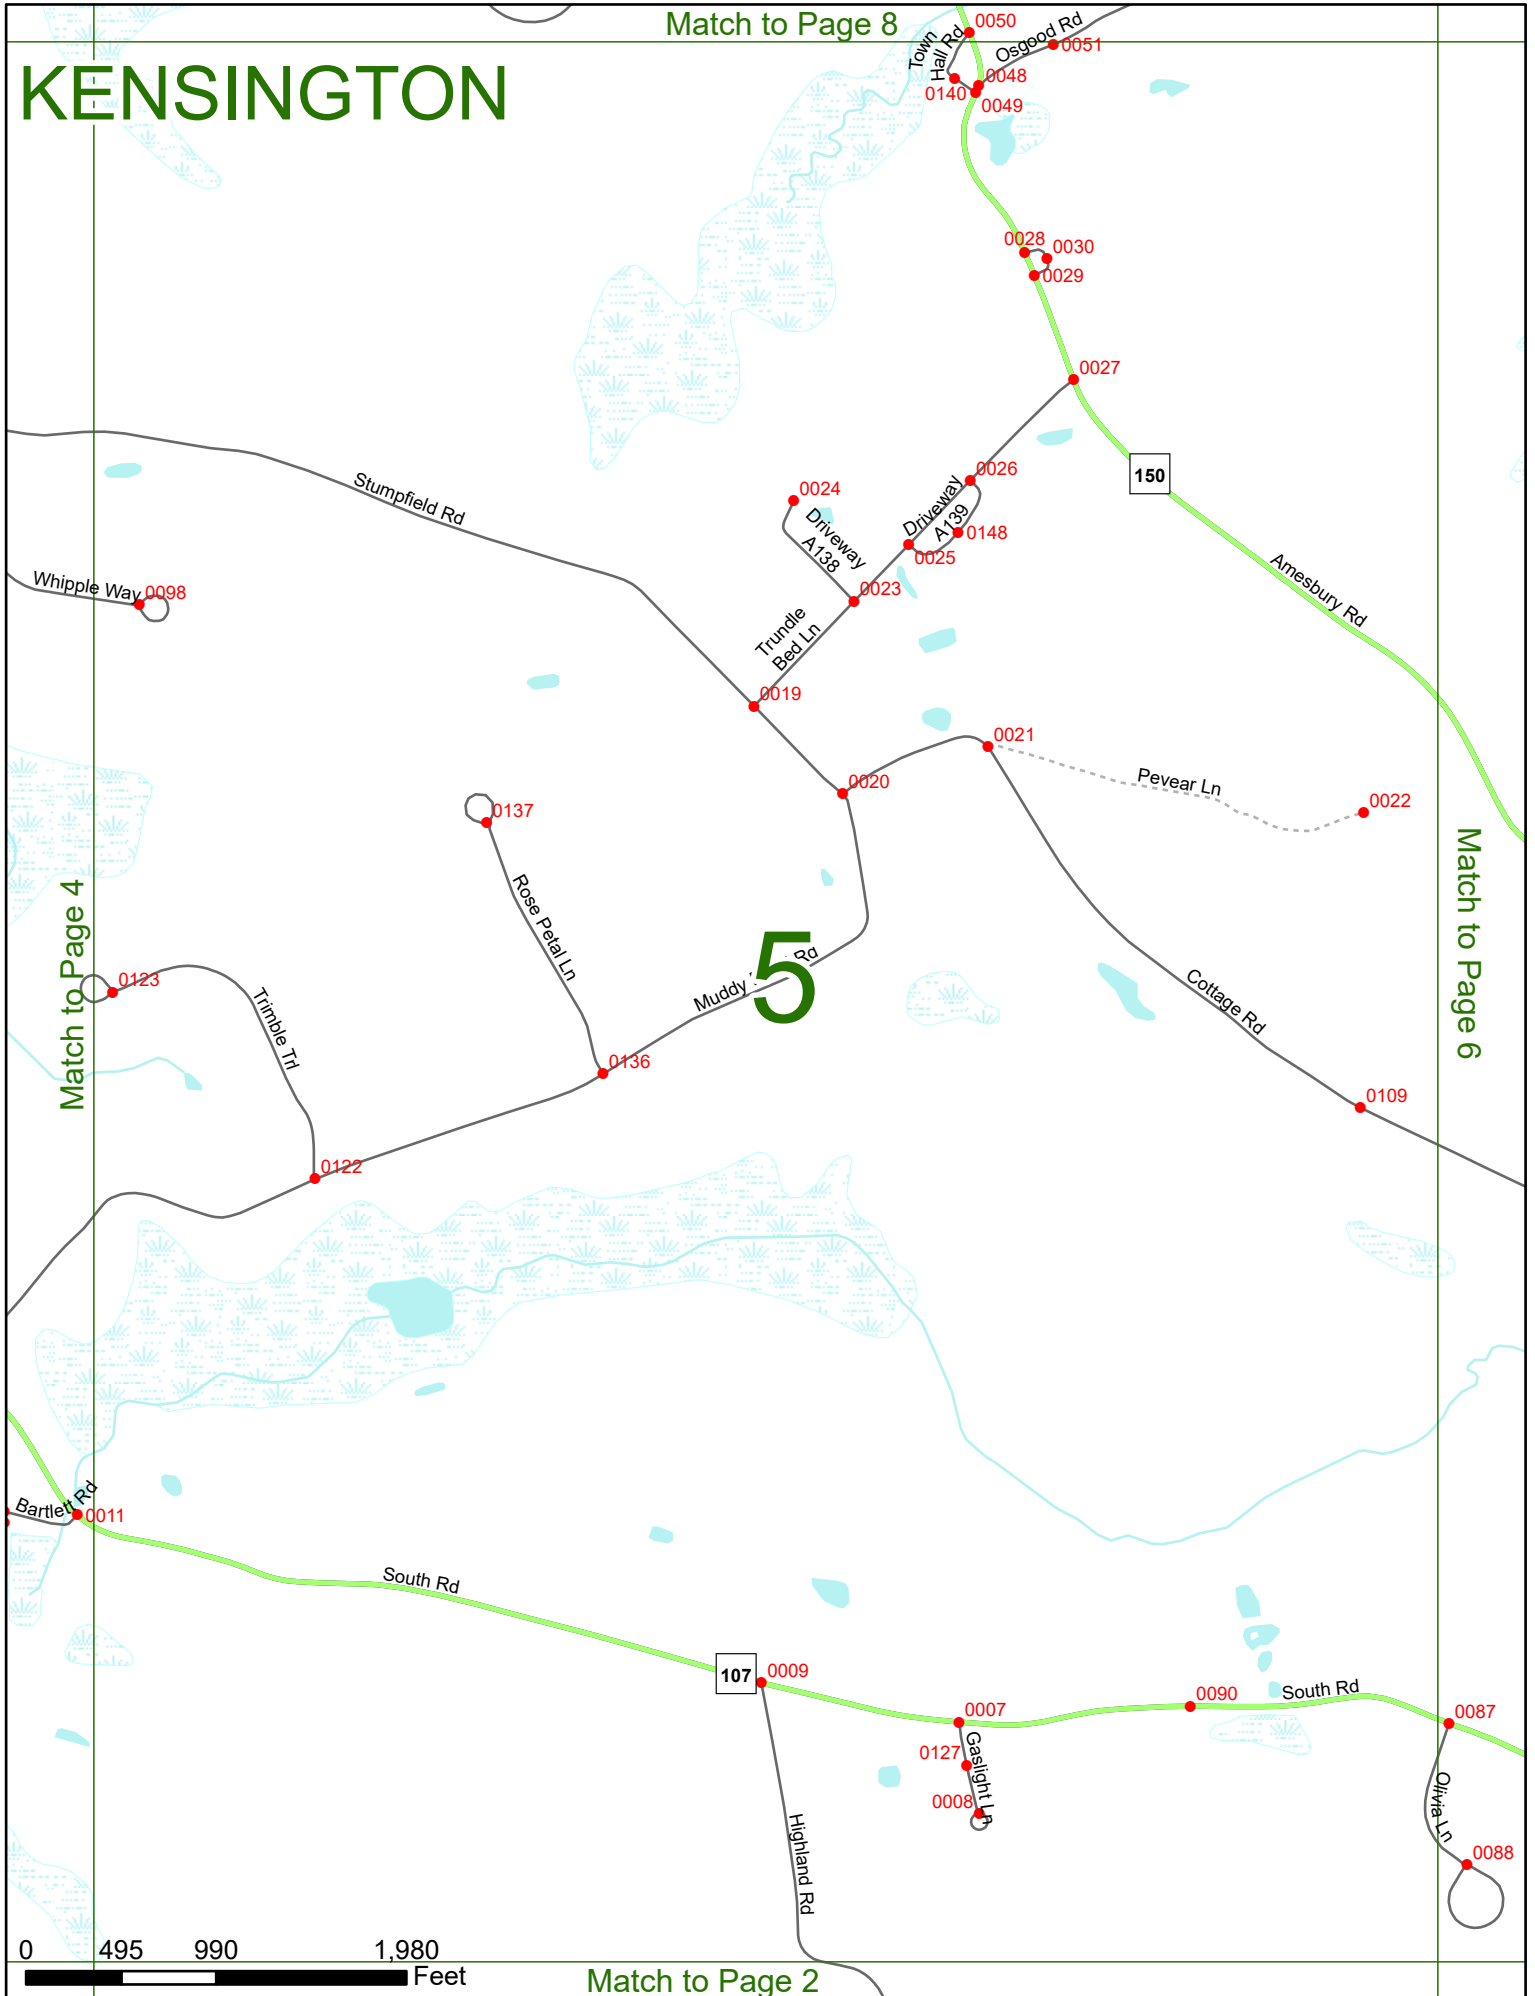 Match to Page 8
KENSINGTON
0050
Town
Hall Rd
Osgood Rd
0051
0048
0140
0049
0028
0030
0029
0027
150
Stumpfield Rd
0026
0024
Driveway
A138
Driveway
A139
0148
0025
Amesbury Rd
Whipple Way
0098
0023
Trundle
Bed Ln
0019
0021
0020
Pevear Ln
0022
0137
Match to Page 4
Match to Page 6
Rose Petal Ln
5
Muddy Rd
0123
Trimble Trl
Cottage Rd
0136
0109
0122
Bartlett Rd
0011
South Rd
107
0009
0007
0090
South Rd
0087
0127
Gaslight Ln
0008
Olivia Ln
Highland Rd
0088
0 495 990 1,980
Feet
Match to Page 2